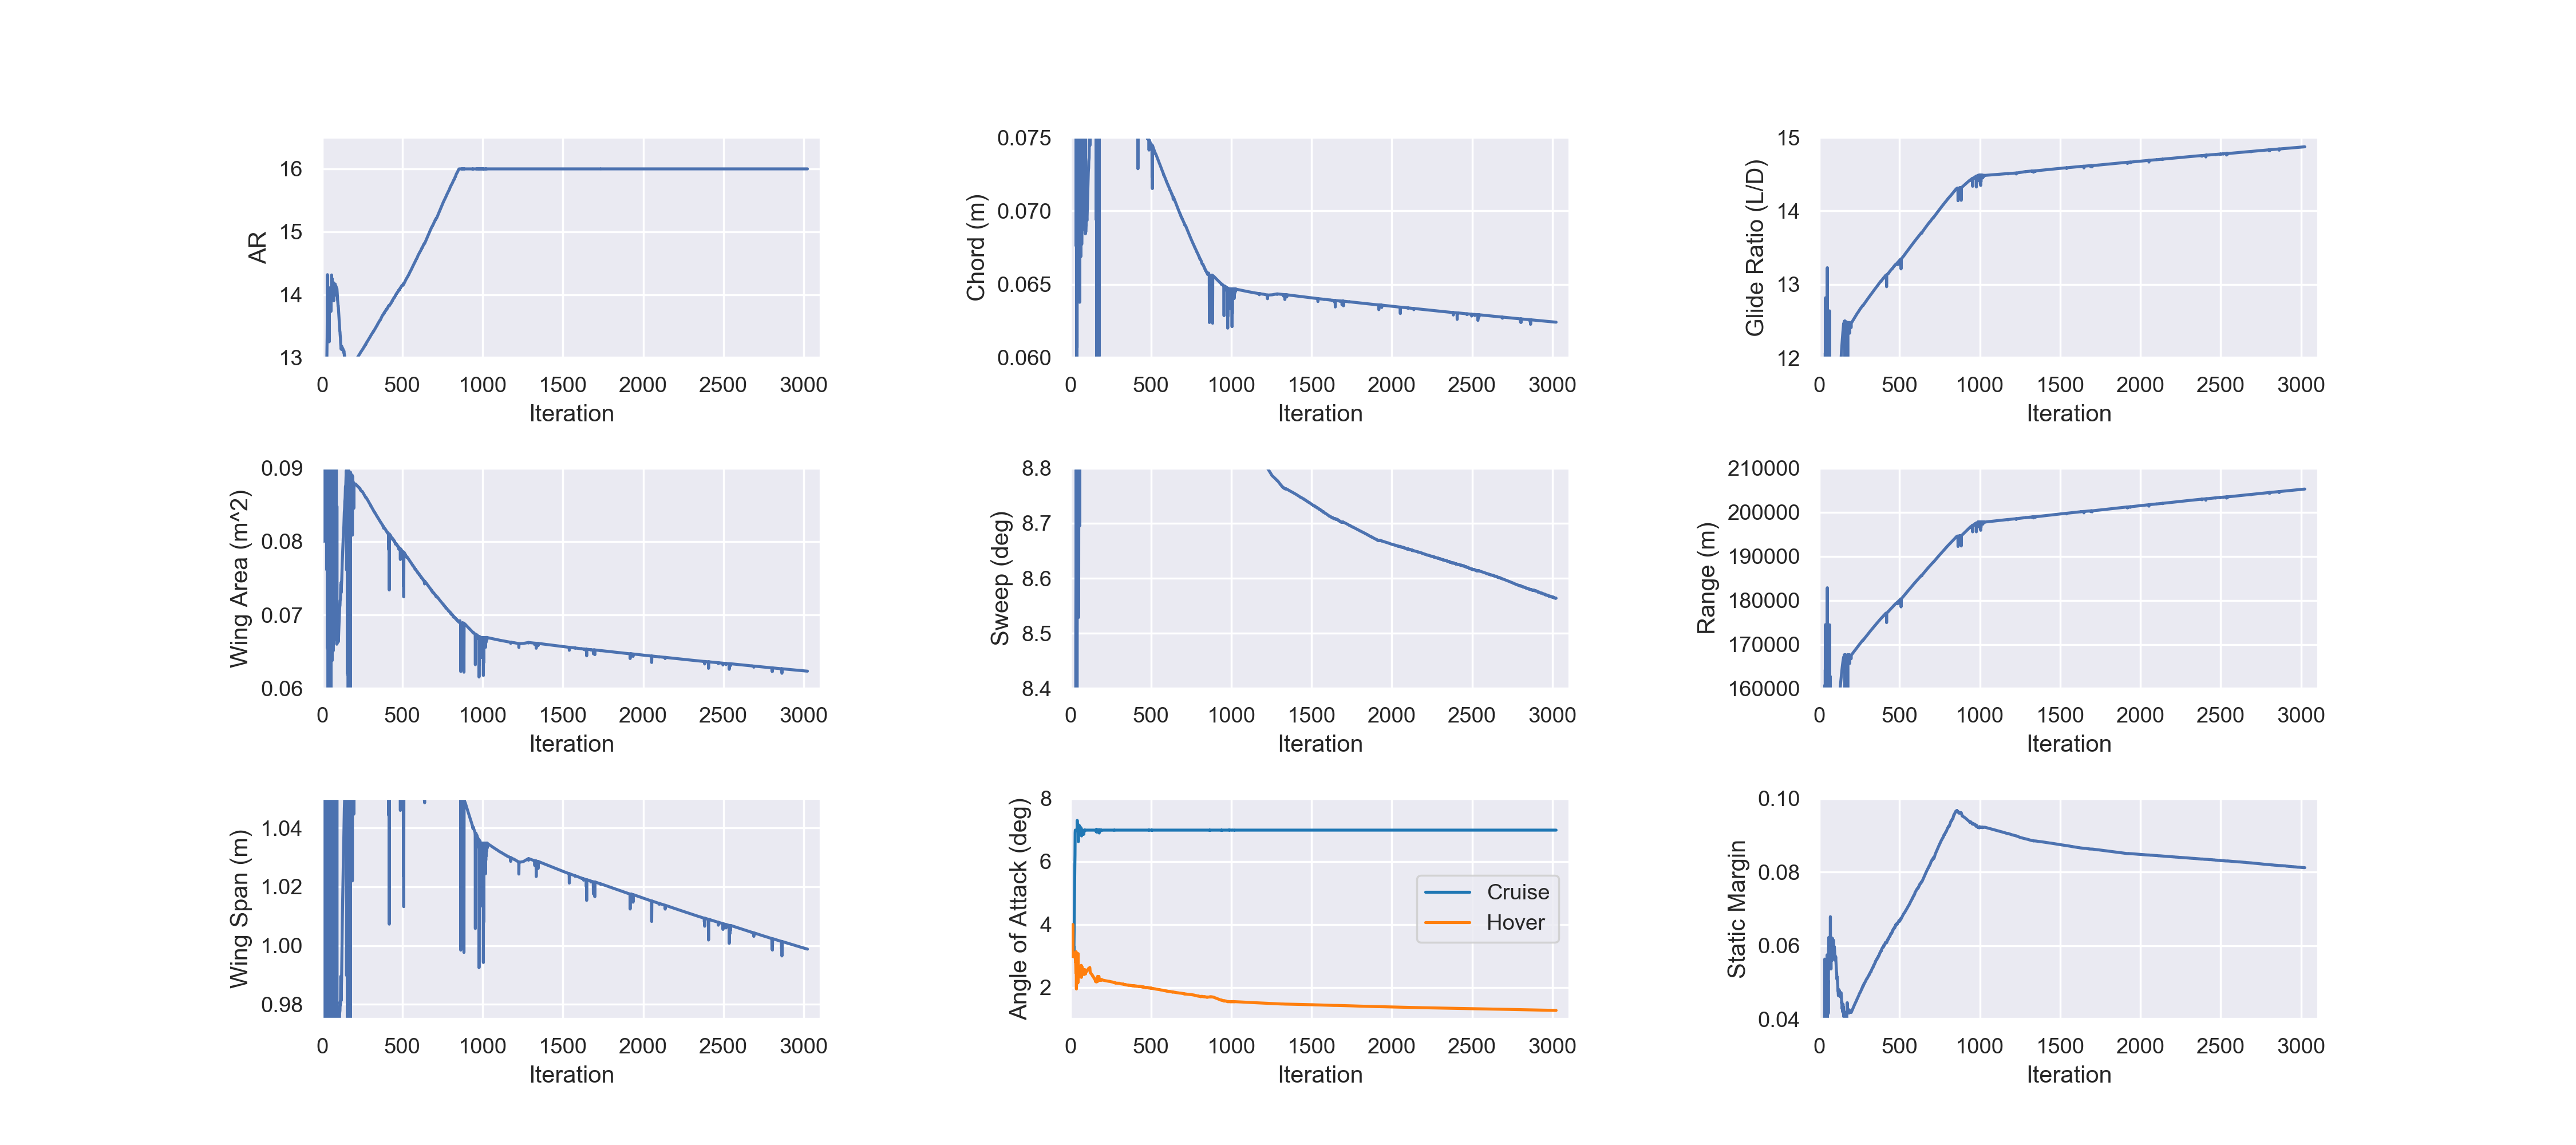 16
15
14
13
AR
0 500 1000 1500 2000 2500 3000
Iteration
0.075
0.070
0.065
0.060
Chord (m)
0 500 1000 1500 2000 2500 3000
Iteration
15
14
13
12
Glide Ratio (L/D)
0 500 1000 1500 2000 2500 3000
Iteration
0.09
0.08
0.07
0.06
Wing Area (m^2)
0 500 1000 1500 2000 2500 3000
Iteration
8.8
8.7
8.6
8.5
8.4
Sweep (deg)
0 500 1000 1500 2000 2500 3000
Iteration
210000
200000
190000
180000
170000
160000
Range (m)
0 500 1000 1500 2000 2500 3000
Iteration
1.04
1.02
1.00
0.98
Wing Span (m)
0 500 1000 1500 2000 2500 3000
Iteration
8
6
4
2
Angle of Attack (deg)
Cruise
Hover
0 500 1000 1500 2000 2500 3000
Iteration
0.10
0.08
0.06
0.04
Static Margin
0 500 1000 1500 2000 2500 3000
Iteration